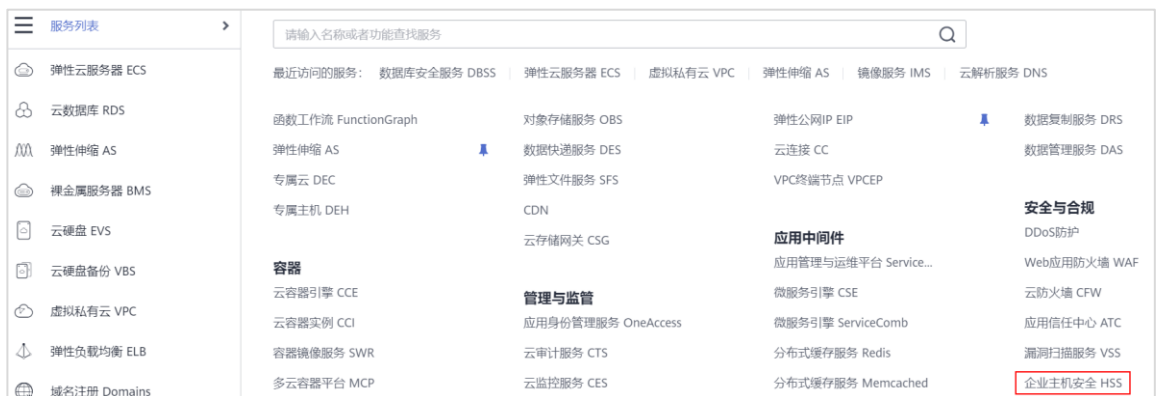 服务列表
弹性云服务器 ECS
云数据库 RDS
弹性伸缩 AS
裸金属服务器 BMS
云硬盘 EVS
云硬盘备份 VBS
虚拟私有云 VPC
弹性负载均衡 ELB
域名注册 Domains
请输入名称或者功能查找服务
最近访问的服务： 数据库安全服务 DBSS 弹性云服务器 ECS 虚拟私有云 VPC 弹性伸缩 AS 镜像服务 IMS 云解析服务 DNS
函数工作流 FunctionGraph
弹性伸缩 AS
专属云 DEC
专属主机 DEH
容器
云容器引擎 CCE
云容器实例 CCI
容器镜像服务 SWR
多云容器平台 MCP
对象存储服务 OBS
数据快递服务 DES
弹性文件服务 SFS
CDN
云存储网关 CSG
管理与监管
应用身份管理服务 OneAccess
云审计服务 CTS
云监控服务 CES
弹性公网IP EIP
云连接 CC
VPC终端节点 VPCEP
应用中间件
应用管理与运维平台 Service...
微服务引擎 CSE
微服务引擎 ServiceComb
分布式缓存服务 Redis
分布式缓存服务 Memcached
数据复制服务 DRS
数据管理服务 DAS
安全与合规
DDoS防护
Web应用防火墙 WAF
云防火墙 CFW
应用信任中心 ATC
漏洞扫描服务 VSS
企业主机安全 HSS